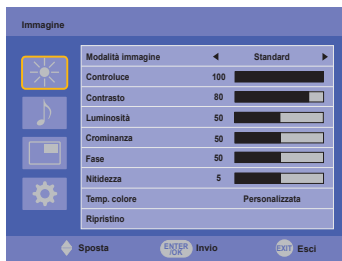 Immagine
Modalità immagine Standard
Controluce 100
Contrasto 80
Luminosità 50
Crominanza 50
Fase 50
Nitidezza 5
Temp. colore Personalizzata
Ripristino
Sposta ENTER /OK Invio EXIT Esci